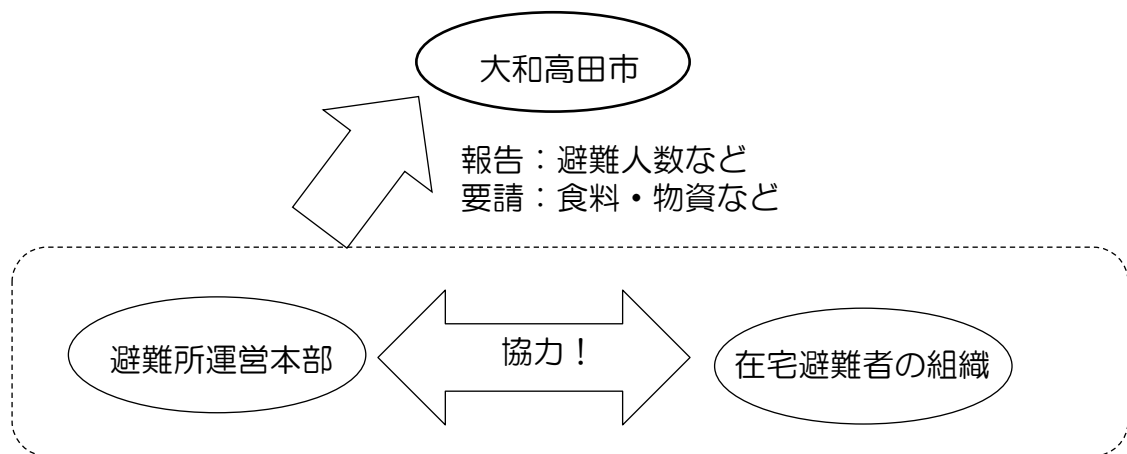 大和高田市
報告：避難人数など
要請：食料・物資など
避難所運営本部
協力！
在宅避難者の組織